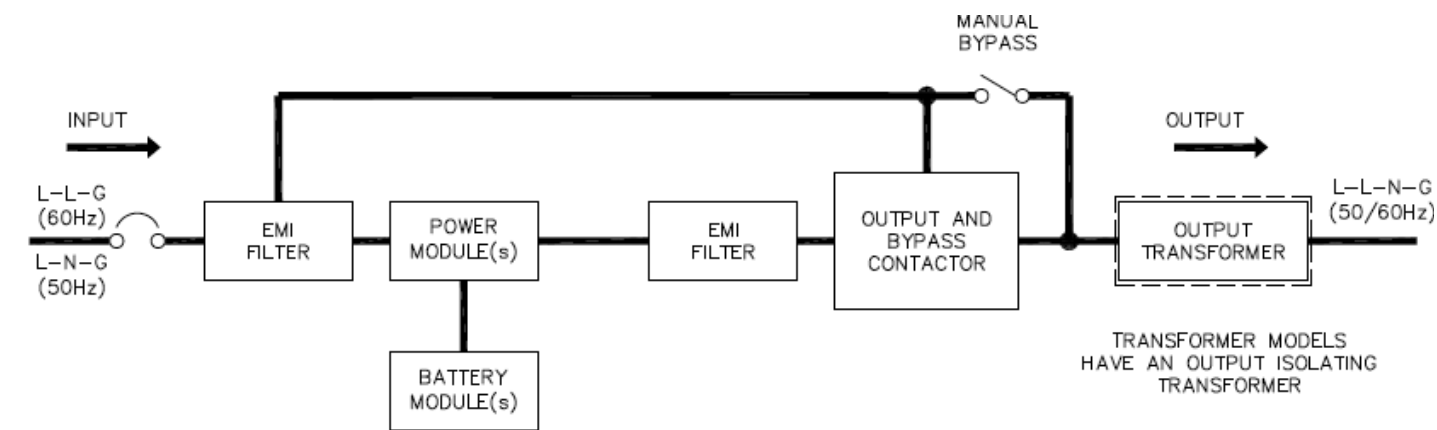 MANUAL
BYPASS
INPUT
OUTPUT
L-L-G
(60Hz)
L-N-G
(50Hz)
EMI
FILTER
POWER
MODULE(s)
EMI
FILTER
OUTPUT AND
BYPASS
CONTACTOR
OUTPUT
TRANSFORMER
L-L-N-G
(50/60Hz)
BATTERY
MODULE(s)
TRANSFORMER MODELS
HAVE AN OUTPUT ISOLATING
TRANSFORMER